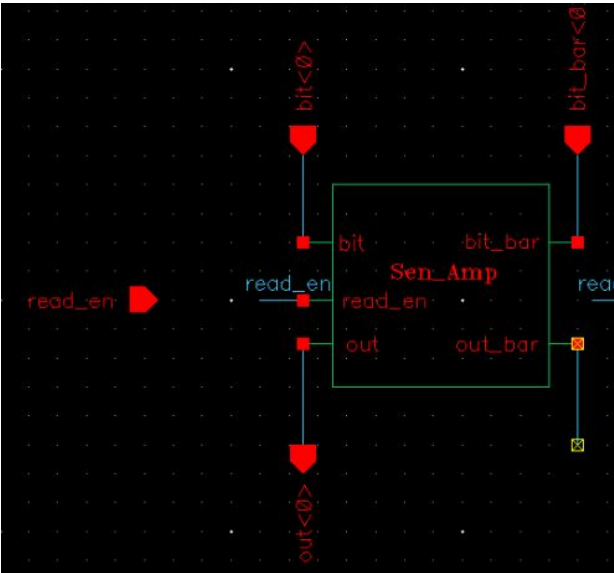 bit<0>
bit_bar<0
bit
bit_bar
Sen_Amp
read_en
read_en
read_en
rea
out
out_bar
out<0>